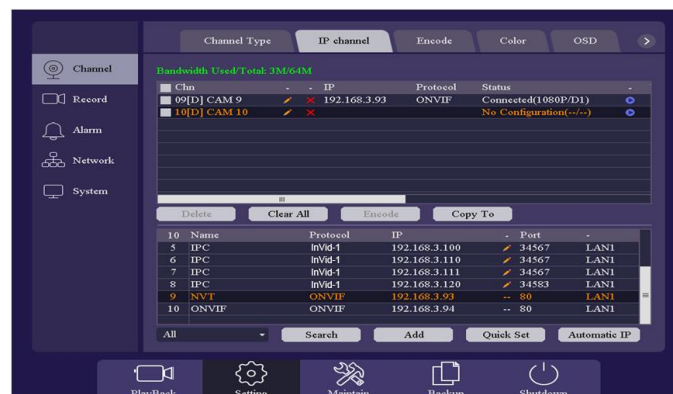 Channel Type IP channel Encode Color OSD >
Channel
Record
Alarm
Network
System
Bandwidth Used/Total: 3M/64M
Chn - - IP Protocol Status -
09[D] CAM 9 192.168.3.93 ONVIF Connected(1080P/D1)
10[D] CAM 10 No Configuration(--/--)
Delete Clear All Encode Copy To
10 Name Protocol IP - Port -
5 IPC InVid-1 192.168.3.100 34567 LAN1
6 IPC InVid-1 192.168.3.110 34567 LAN1
7 IPC InVid-1 192.168.3.111 34567 LAN1
8 IPC InVid-1 192.168.3.120 34583 LAN1
9 NVT ONVIF 192.168.3.93 -- 80 LAN1
10 ONVIF ONVIF 192.168.3.94 -- 80 LAN1
All Search Add Quick Set Automatic IP
PlayBack Setting Maintain Backup Shutdown